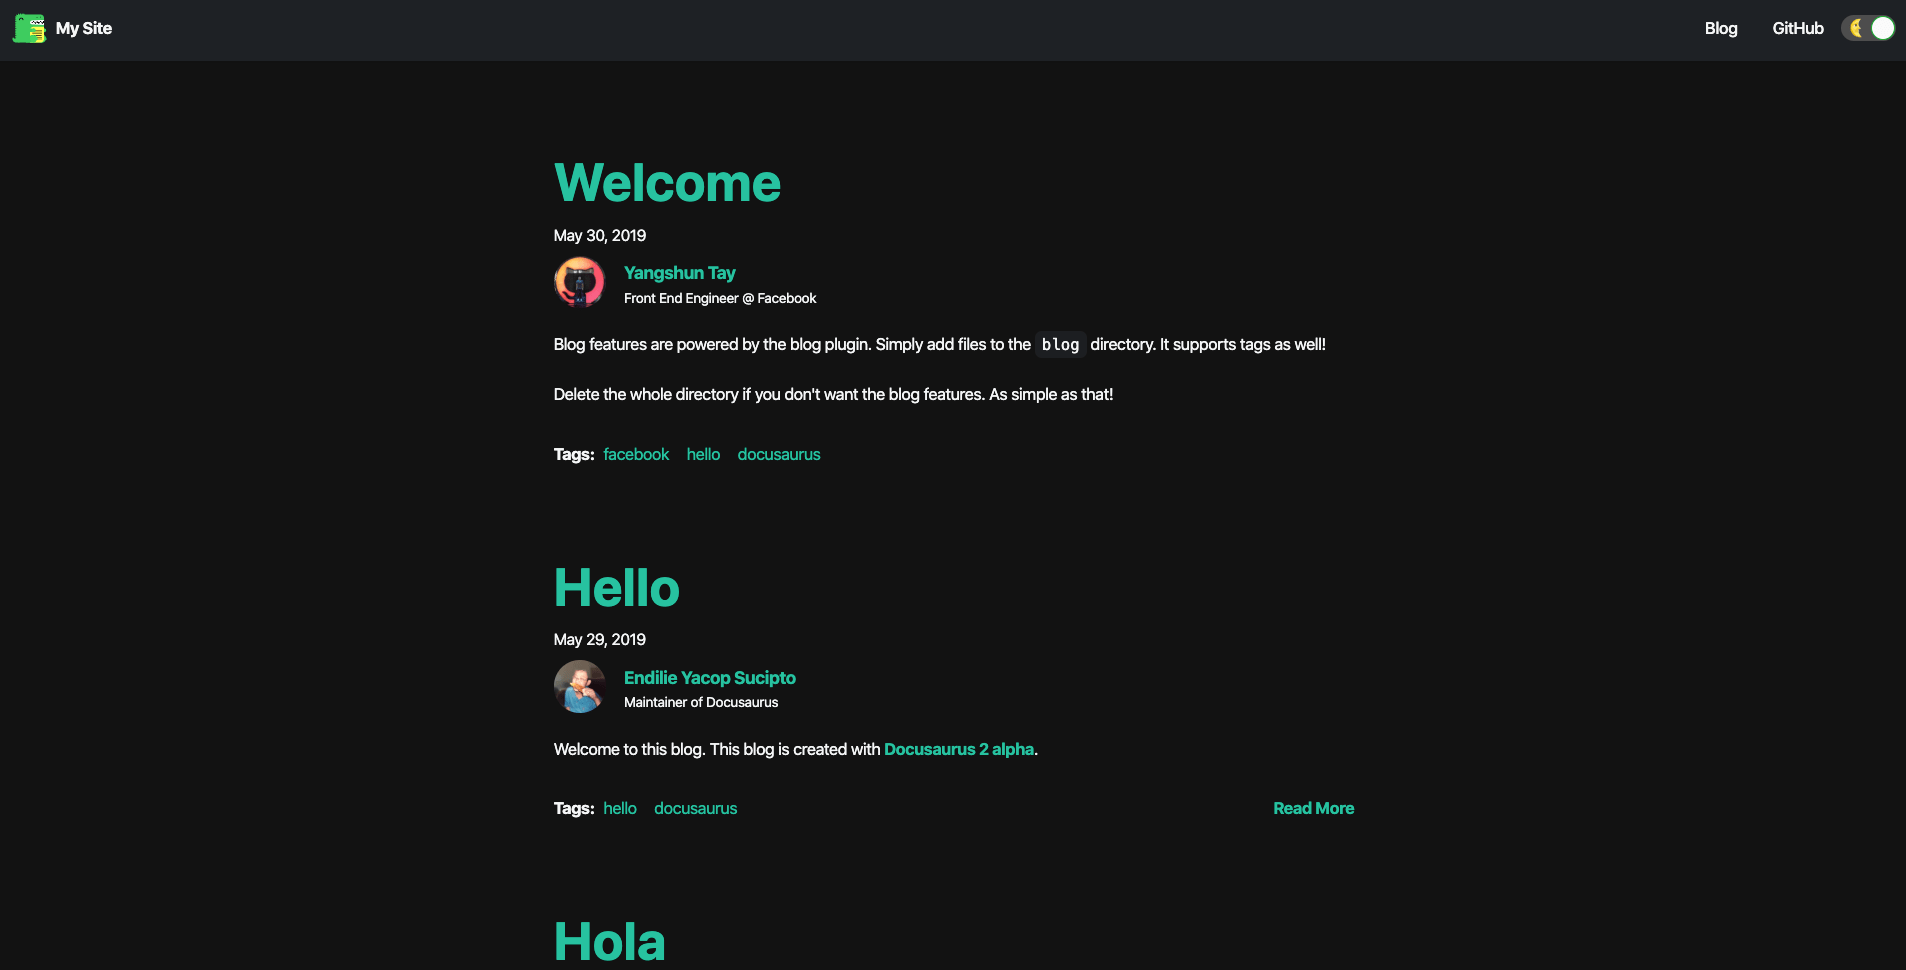 My Site
Blog
GitHub
Welcome
May 30, 2019
Yangshun Tay
Front End Engineer @ Facebook
Blog features are powered by the blog plugin. Simply add files to the blog directory. It supports tags as well!
Delete the whole directory if you don't want the blog features. As simple as that!
Tags: facebook hello docusaurus
Hello
May 29, 2019
Endilie Yacop Sucipto
Maintainer of Docusaurus
Welcome to this blog. This blog is created with Docusaurus 2 alpha.
Tags: hello docusaurus
Read More
Hola